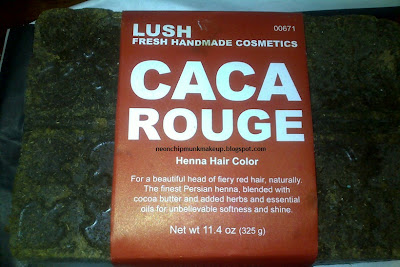 LUSH 00671
FRESH HANDMADE COSMETICS
CACA
ROUGE
neonchipmunkmakeup.blogspot.com
Henna Hair Color
For a beautiful head of fiery red hair, naturally.
The finest Persian henna, blended with
cocoa butter and added herbs and essential
oils for unbelievable softness and shine.
Net wt 11.4 oz (325 g)